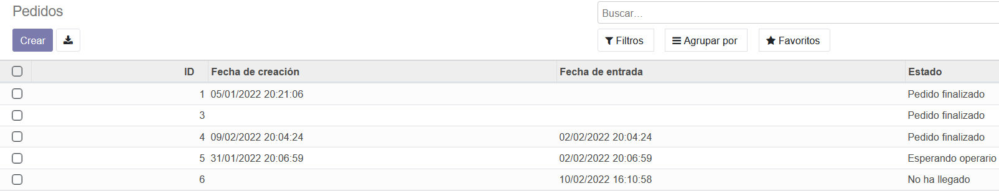 Pedidos
Buscar...
Crear
Filtros Agrupar por Favoritos
ID Fecha de creación Fecha de entrada Estado
1 05/01/2022 20:21:06 Pedido finalizado
3 Pedido finalizado
4 09/02/2022 20:04:24 02/02/2022 20:04:24 Pedido finalizado
5 31/01/2022 20:06:59 02/02/2022 20:06:59 Esperando operario
6 10/02/2022 16:10:58 No ha llegado